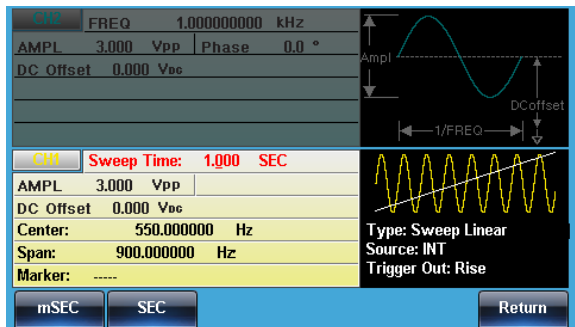 CH2 FREQ 1.000000000 kHz
AMPL 3.000 Vpp Phase 0.0 °
DC Offset 0.000 VDC
Ampl
DCoffset
1/FREQ
CH1 Sweep Time: 1.000 SEC
AMPL 3.000 Vpp
DC Offset 0.000 VDC
Center: 550.000000 Hz
Span: 900.000000 Hz
Marker: -----
Type: Sweep Linear
Source: INT
Trigger Out: Rise
mSEC SEC Return